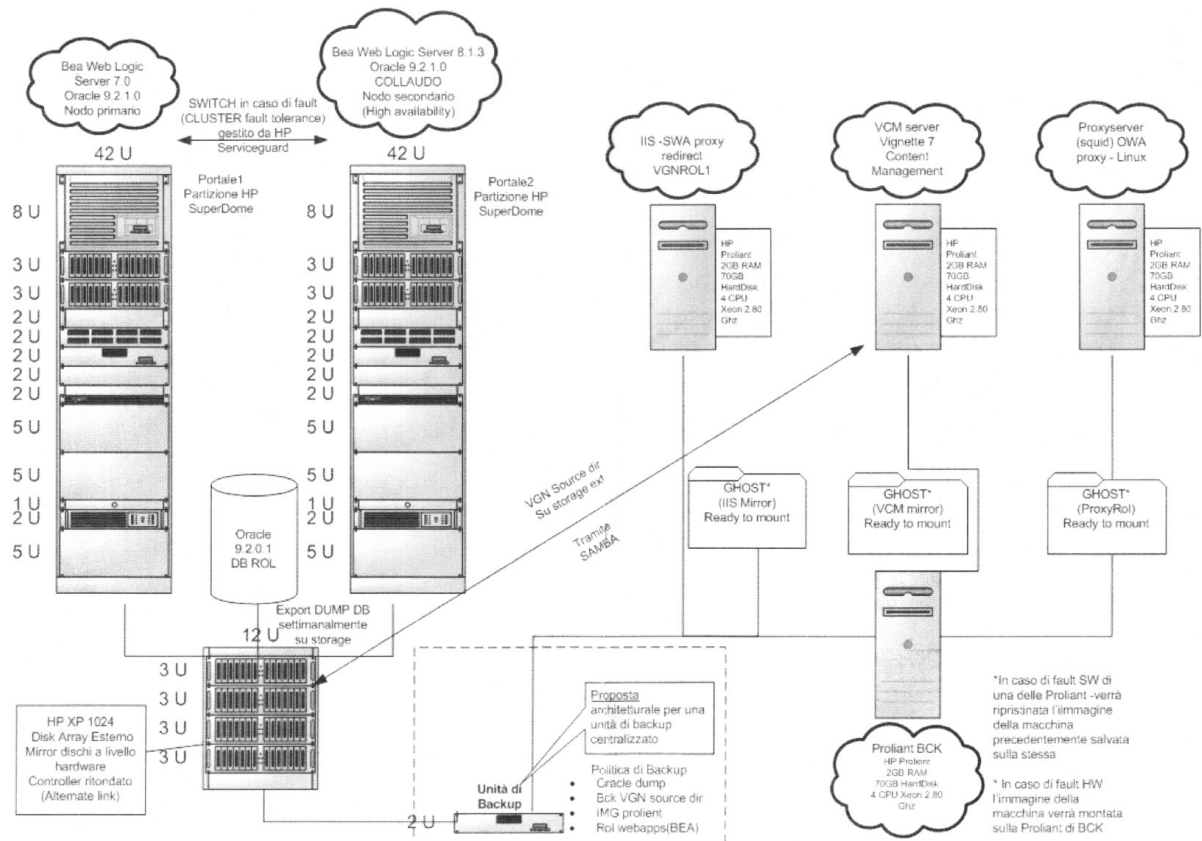 Bea Web Logic
Server 7.0
Oracle 9.2.1.0
Nodo primario
SWITCH in caso di fault
(CLUSTER fault tolerance)
gestito da HP
Serviceguard
Bea Web Logic Server 8.1.3
Oracle 9.2.1.0
COLLAUDO
Nodo secondario
(High availability)
42 U
8 U
3 U
3 U
2 U
2 U
2 U
2 U
2 U
5 U
5 U
1 U
2 U
5 U
Portale1
Partizione HP
SuperDome
42 U
8 U
3 U
3 U
2 U
2 U
2 U
2 U
2 U
5 U
5 U
1 U
2 U
5 U
Portale2
Partizione HP
SuperDome
IIS -SWA proxy
redirect
VGNROL1
HP
Proliant
2GB RAM
70GB
HardDisk
4 CPU
Xeon 2.80
Ghz
VCM server
Vignette 7
Content
Management
HP
Proliant
2GB RAM
70GB
HardDisk
4 CPU
Xeon 2.80
Ghz
Proxyserver
(squid) OWA
proxy - Linux
HP
Proliant
2GB RAM
70GB
HardDisk
4 CPU
Xeon 2.80
Ghz
VGN Source dir
Su storage ext
Tramite
SAMBA
GHOST*
(IIS Mirror)
Ready to mount
GHOST*
(VCM mirror)
Ready to mount
GHOST*
(ProxyRol)
Ready to mount
Oracle
9.2.0.1
DB ROL
Export DUMP DB
settimanalmente
su storage
12 U
3 U
3 U
3 U
3 U
HP XP 1024
Disk Array Esterno
Mirror dischi a livello
hardware
Controller ritondato
(Alternate link)
Proposta
architetturale per una
unità di backup
centralizzato
Unità di
Backup
2 U
Politica di Backup
• Oracle dump
• Bck VGN source dir
• IMG prolient
• Rol webapps(BEA)
Proliant BCK
HP Prolient
2GB RAM
70GB HardDisk
4 CPU Xeon 2.80
Ghz
*In caso di fault SW di
una delle Proliant -verrà
ripristinata l'iimmagine
della macchina
precedentemente salvata
sulla stessa
* In caso di fault HW
l'immagine della
macchina verrà montata
sulla Proliant di BCK